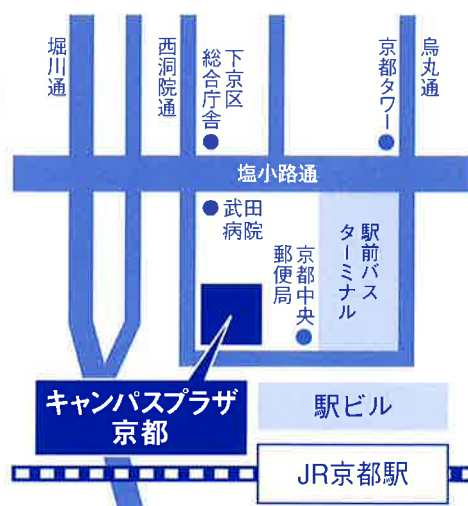 堀川通
西洞院通
下京区
総合庁舎
京都タワー
烏丸通
塩小路通
武田
病院
京都中央
郵便局
駅前バス
ターミナル
キャンパスプラザ
京都
駅ビル
JR京都駅